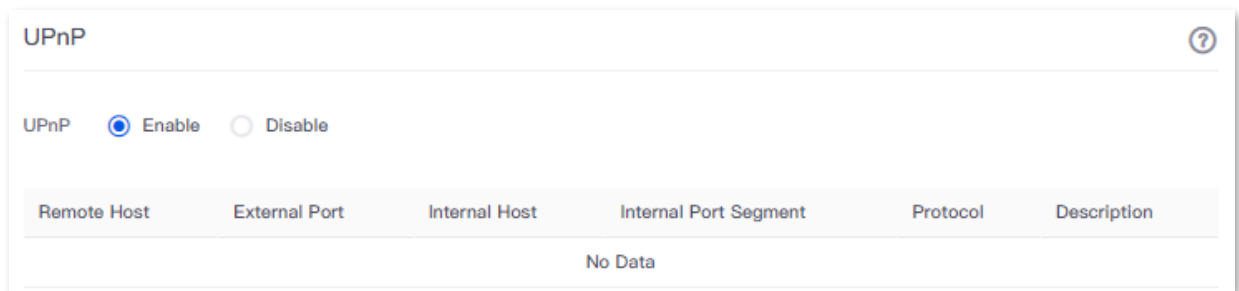 UPnP
UPnP Enable Disable
Remote Host External Port Internal Host Internal Port Segment Protocol Description
No Data